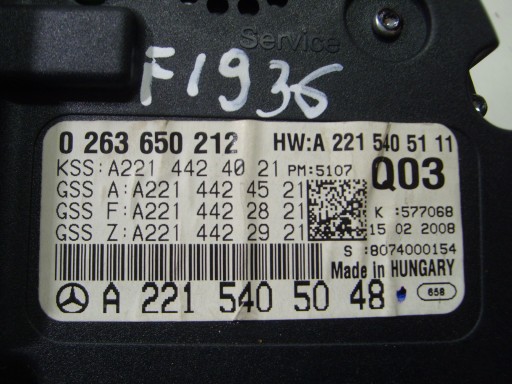 Service
F1936
0 263 650 212 HW:A 221 540 51 11
KSS:A221 442 40 21 PM:5107 Q03
GSS A:A221 442 45 21
GSS F:A221 442 28 21 K :577068
GSS Z:A221 442 29 21 15 02 2008
S :8074000154
Made in HUNGARY
A 221 540 50 48 658